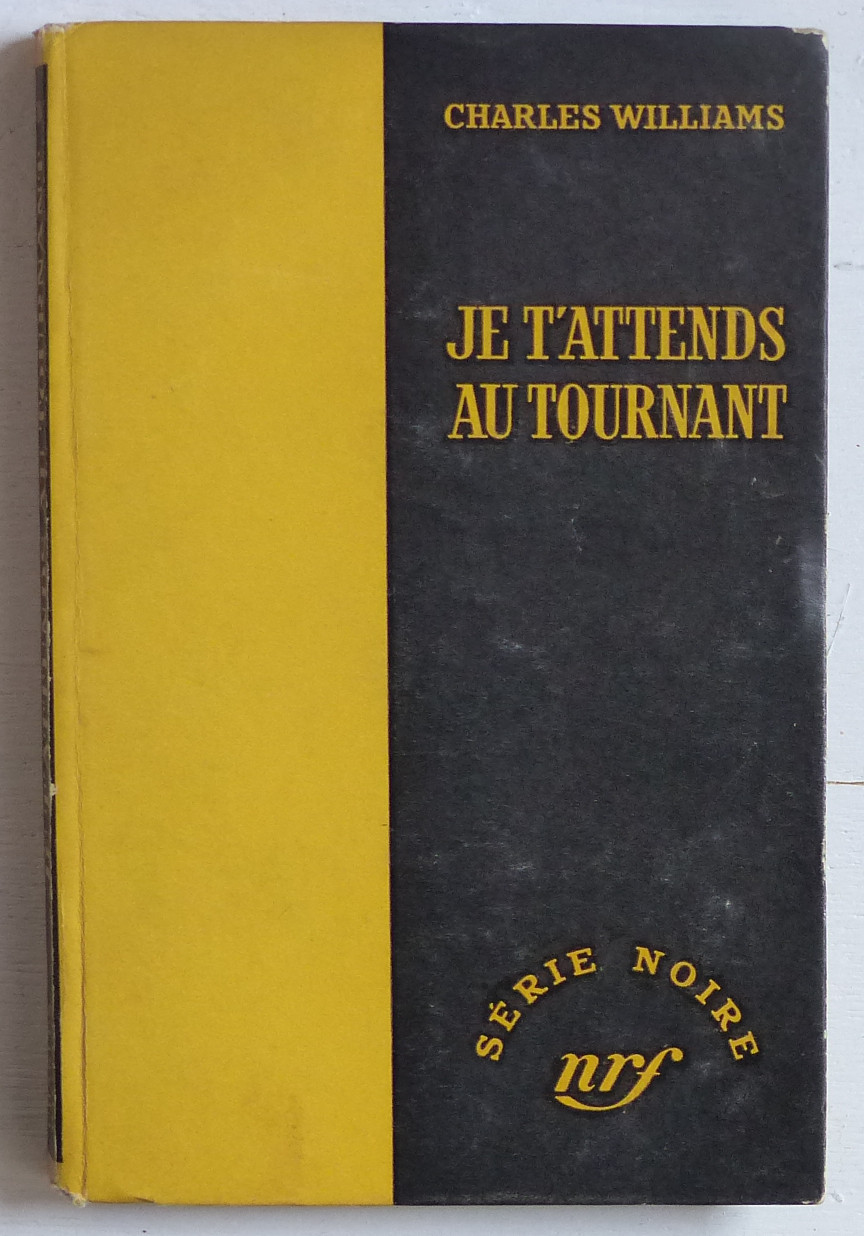 CHARLES WILLIAMS
JE T'ATTENDS
AU TOURNANT
SÉRIE NOIRE
nrf